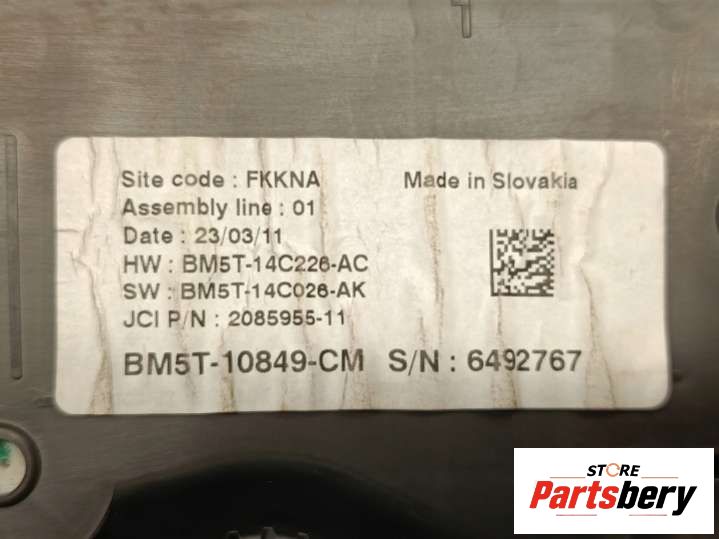 Site code : FKKNA
Made in Slovakia
Assembly line : 01
Date : 23/03/11
HW : BM5T-14C226-AC
SW : BM5T-14C026-AK
JCI P/N : 2085955-11
BM5T-10849-CM S/N : 6492767
STORE
Partsbery